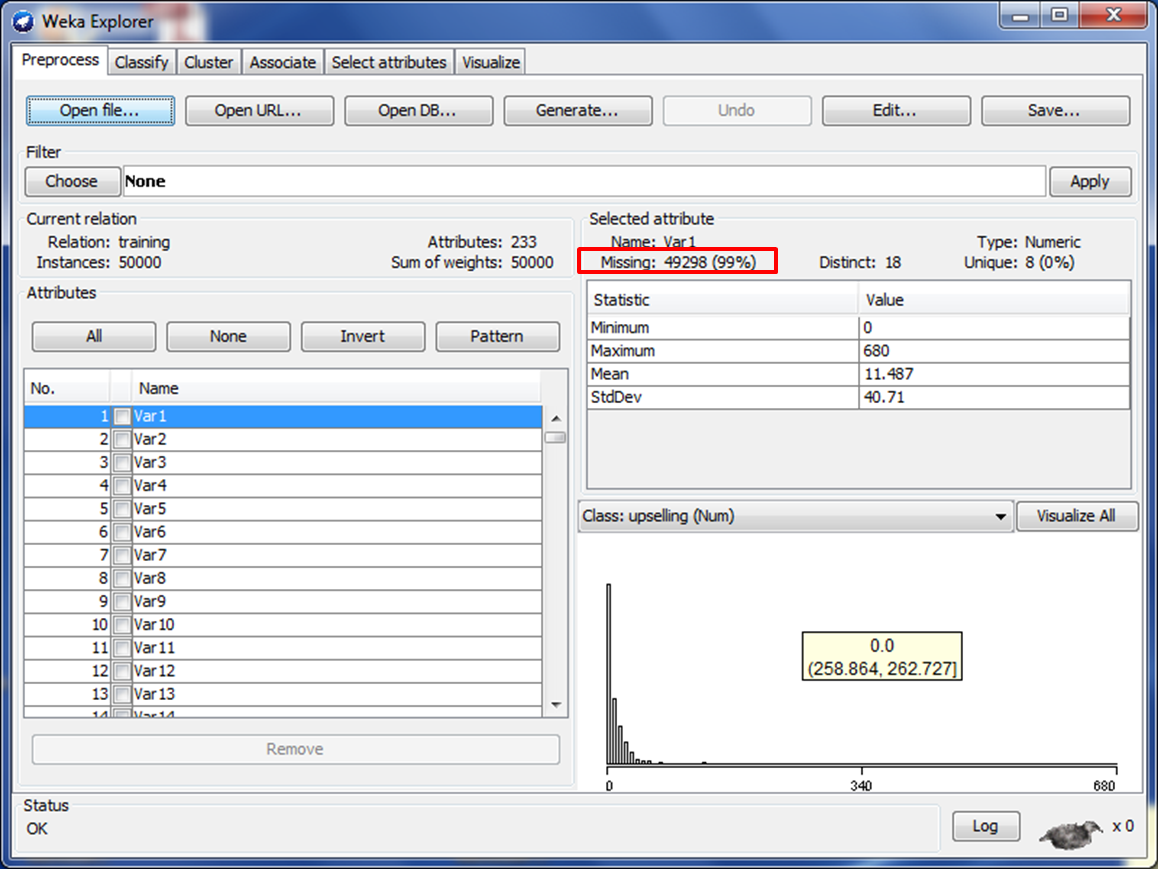 Weka Explorer
Preprocess Classify Cluster Associate Select attributes Visualize
Open file... Open URL... Open DB... Generate... Undo Edit... Save...
Filter
Choose None Apply
Current relation
Relation: training Attributes: 233
Instances: 50000 Sum of weights: 50000
Selected attribute
Name: Var1 Type: Numeric
Missing: 49298 (99%) Distinct: 18 Unique: 8 (0%)
Statistic Value
Minimum 0
Maximum 680
Mean 11.487
StdDev 40.71
Attributes
All None Invert Pattern
No. Name
1 Var1
2 Var2
3 Var3
4 Var4
5 Var5
6 Var6
7 Var7
8 Var8
9 Var9
10 Var10
11 Var11
12 Var12
13 Var13
14 Var14
Remove
Class: upselling (Num) Visualize All
0.0
(258.864, 262.727]
0 340 680
Status
OK
Log x 0